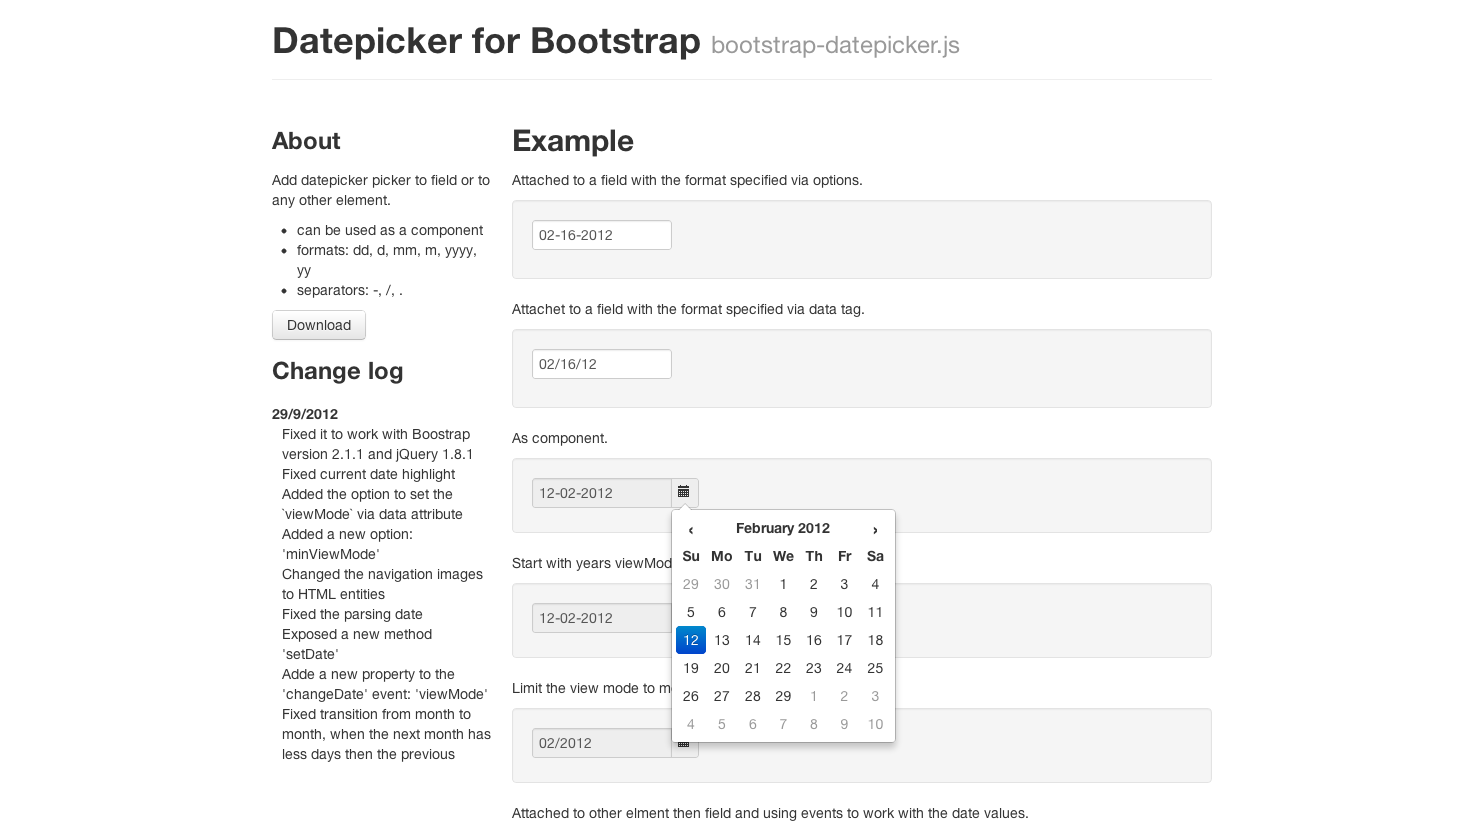 Datepicker for Bootstrap bootstrap-datepicker.js
About
Add datepicker picker to field or to
any other element.
can be used as a component
formats: dd, d, mm, m, yyyy,
yy
separators: -, /, .
Download
Change log
29/9/2012
Fixed it to work with Boostrap
version 2.1.1 and jQuery 1.8.1
Fixed current date highlight
Added the option to set the
`viewMode` via data attribute
Added a new option:
'minViewMode'
Changed the navigation images
to HTML entities
Fixed the parsing date
Exposed a new method
'setDate'
Adde a new property to the
'changeDate' event: 'viewMode'
Fixed transition from month to
month, when the next month has
less days then the previous
Example
Attached to a field with the format specified via options.
02-16-2012
Attachet to a field with the format specified via data tag.
02/16/12
As component.
12-02-2012
‹ February 2012 ›
Su Mo Tu We Th Fr Sa
29 30 31 1 2 3 4
5 6 7 8 9 10 11
12 13 14 15 16 17 18
19 20 21 22 23 24 25
26 27 28 29 1 2 3
4 5 6 7 8 9 10
Start with years viewMod
12-02-2012
Limit the view mode to m
02/2012
Attached to other elment then field and using events to work with the date values.